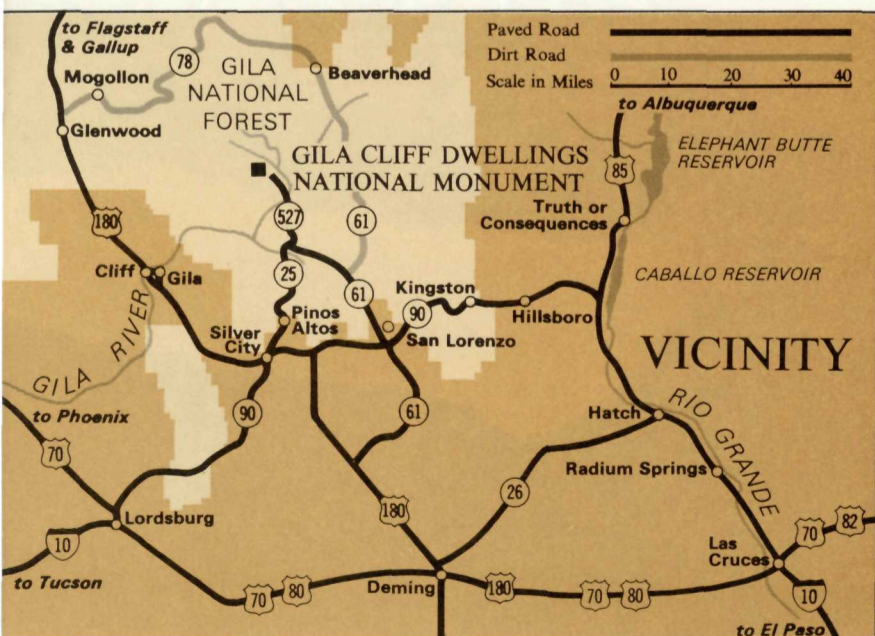 to Flagstaff
& Gallup
78
Mogollon
GILA
NATIONAL
FOREST
Beaverhead
Paved Road
Dirt Road
Scale in Miles
0 10 20 30 40
to Albuquerque
Glenwood
GILA CLIFF DWELLINGS
NATIONAL MONUMENT
85
ELEPHANT BUTTE
RESERVOIR
180
527
61
Truth or
Consequences
Cliff
Gila
25
61
Kingston
90
Hillsboro
CABALLO RESERVOIR
Pinos
Altos
Silver
City
San Lorenzo
VICINITY
GILA RIVER
to Phoenix
70
90
61
Hatch
RIO GRANDE
Radium Springs
26
180
Lordsburg
10
to Tucson
70
80
Deming
180
70
80
Las
Cruces
70
82
10
to El Paso